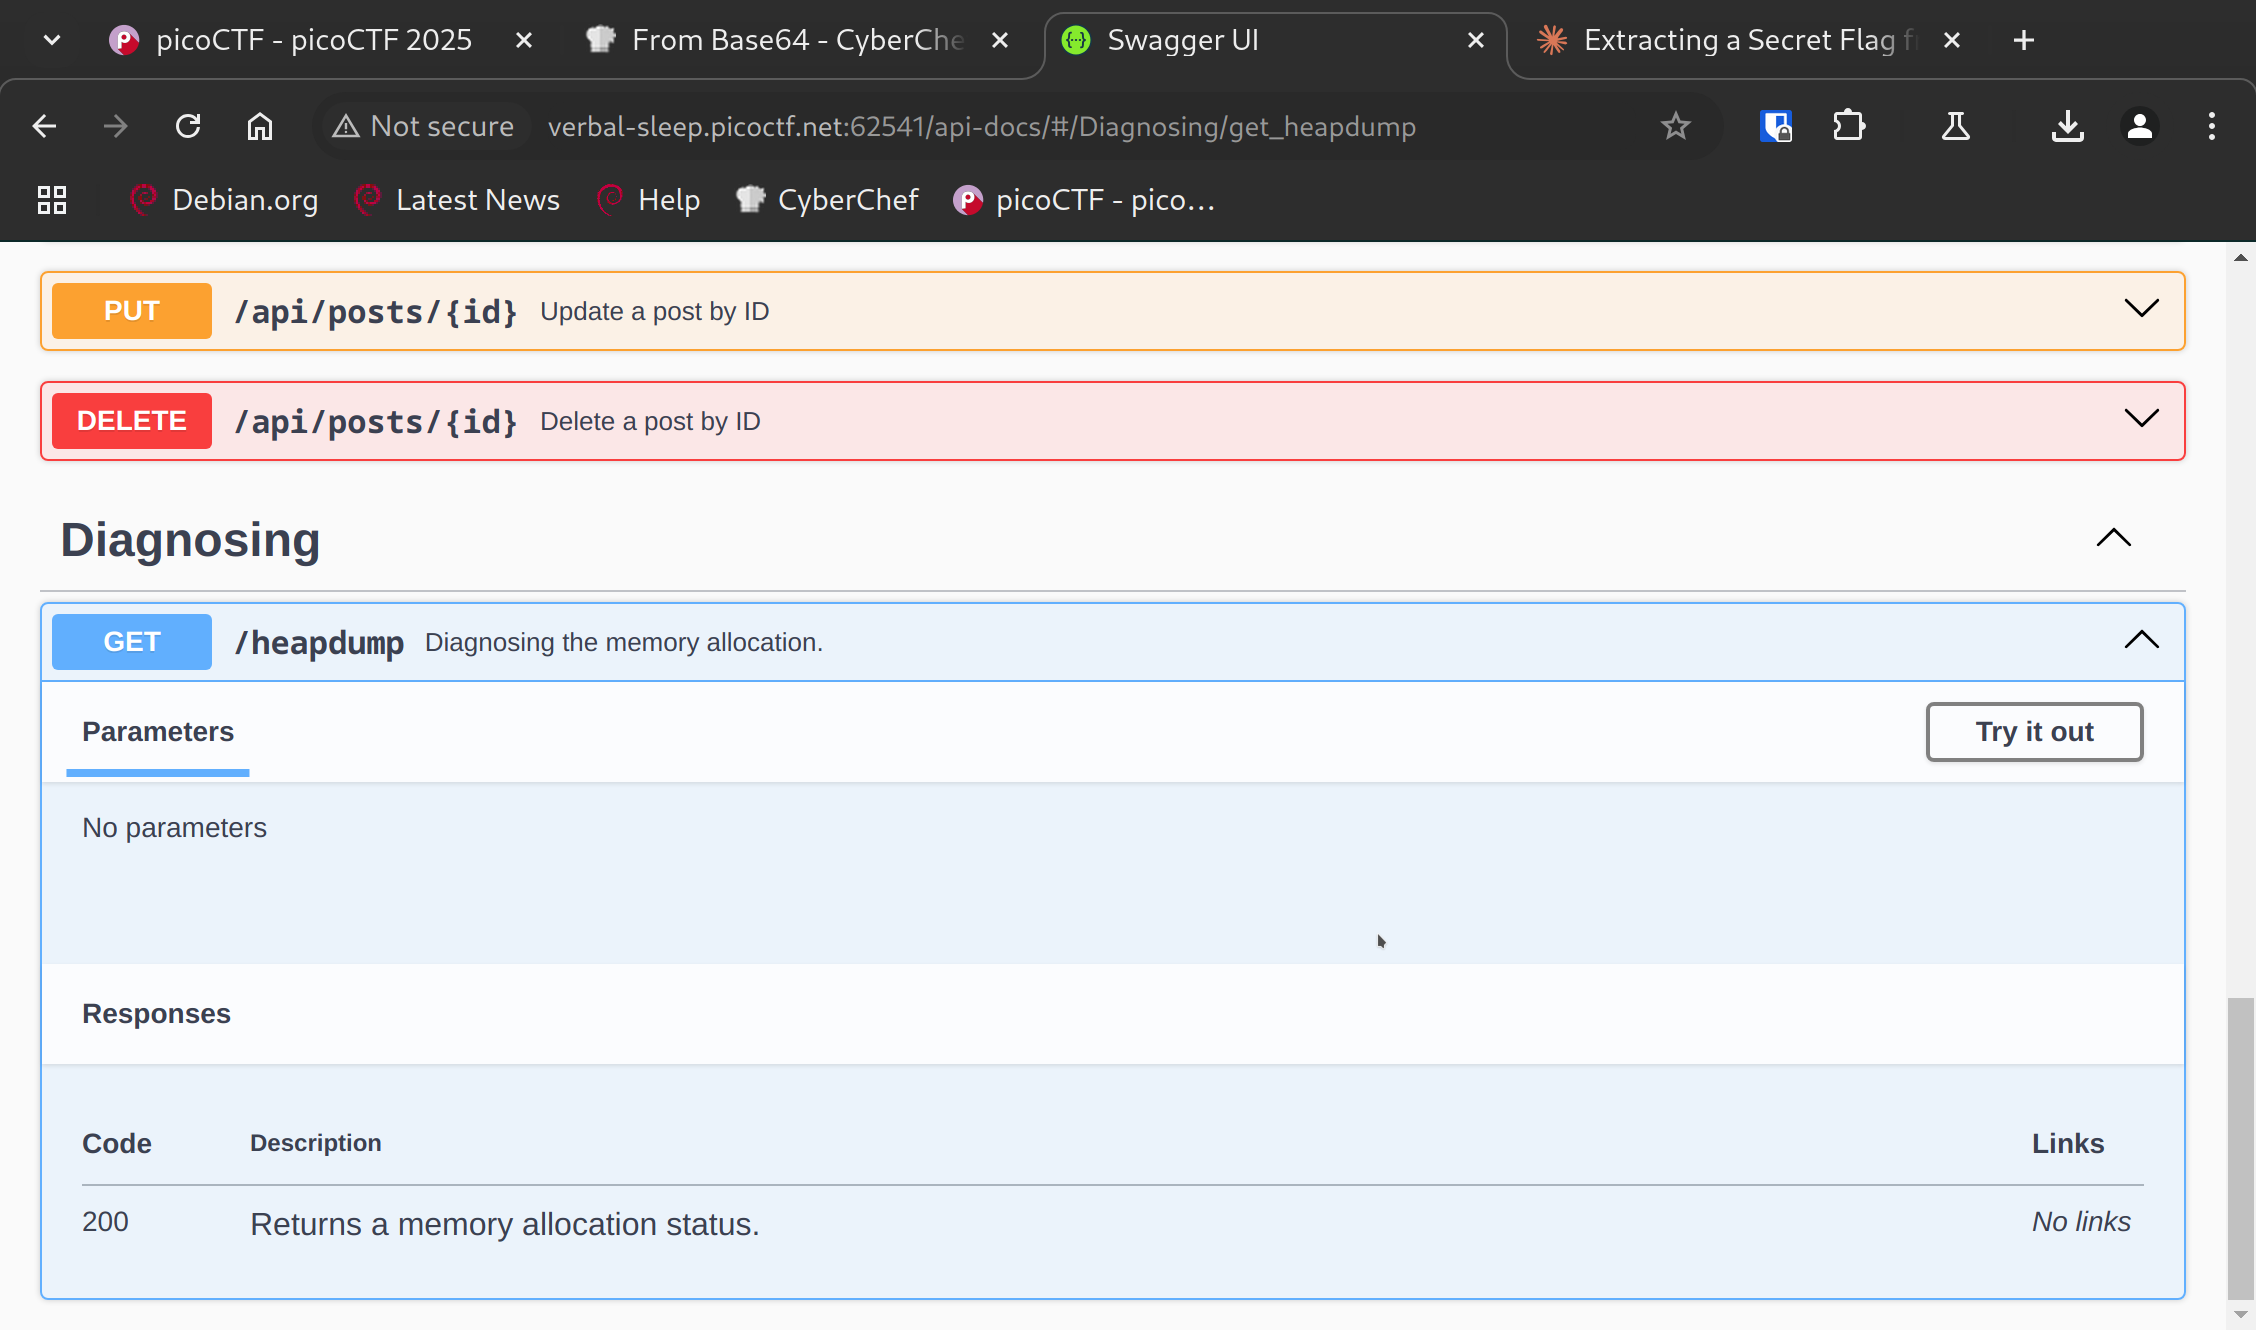 picoCTF - picoCTF 2025
From Base64 - CyberChe
Swagger UI
Extracting a Secret Flag f
Not secure
verbal-sleep.picoctf.net:62541/api-docs/#/Diagnosing/get_heapdump
Debian.org
Latest News
Help
CyberChef
picoCTF - pico...
PUT /api/posts/{id} Update a post by ID
DELETE /api/posts/{id} Delete a post by ID
Diagnosing
GET /heapdump Diagnosing the memory allocation.
Parameters
Try it out
No parameters
Responses
Code Description Links
200 Returns a memory allocation status. No links